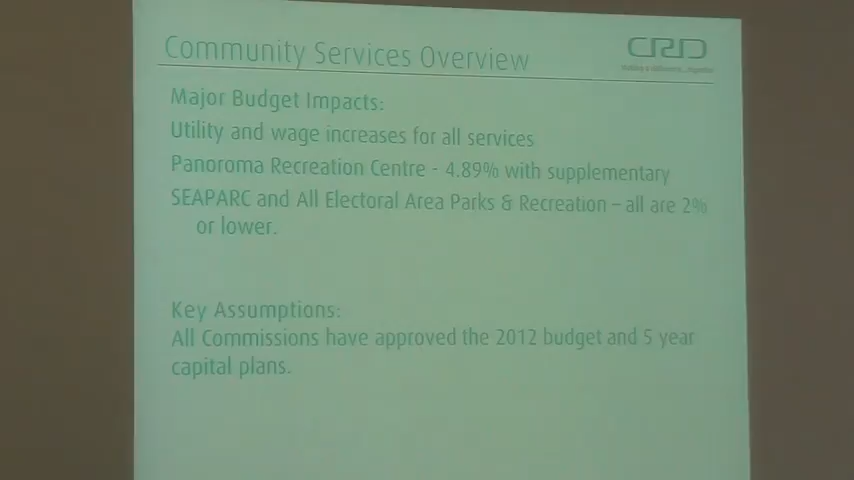 Community Services Overview
CRD
Major Budget Impacts:
Utility and wage increases for all services
Panoroma Recreation Centre - 4.89% with supplementary
SEAPARC and All Electoral Area Parks & Recreation – all are 2%
or lower.
Key Assumptions:
All Commissions have approved the 2012 budget and 5 year
capital plans.